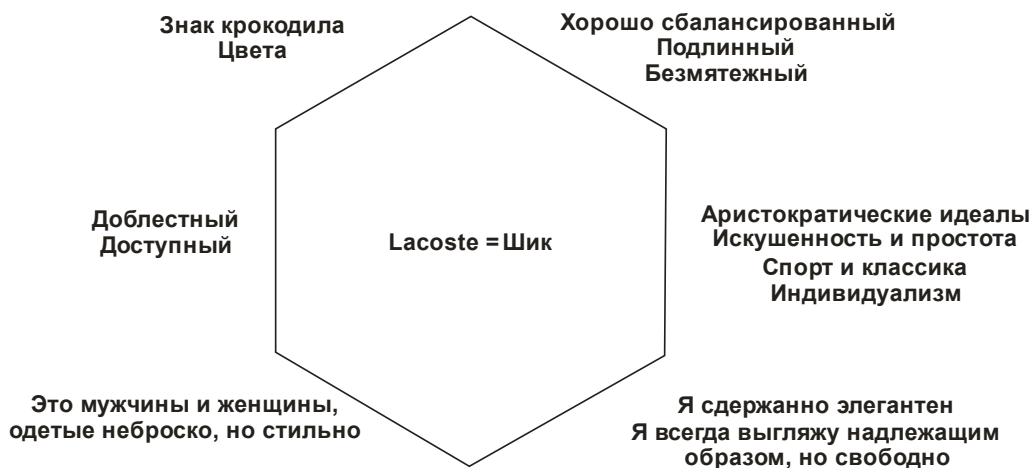 Знак крокодила
Цвета
Хорошо сбалансированный
Подлинный
Безмятежный
Доблестный
Доступный
Lacoste = Шик
Аристократические идеалы
Искушенность и простота
Спорт и классика
Индивидуализм
Это мужчины и женщины,
одетые неброско, но стильно
Я сдержанно элегантен
Я всегда выгляжу надлежащим
образом, но свободно